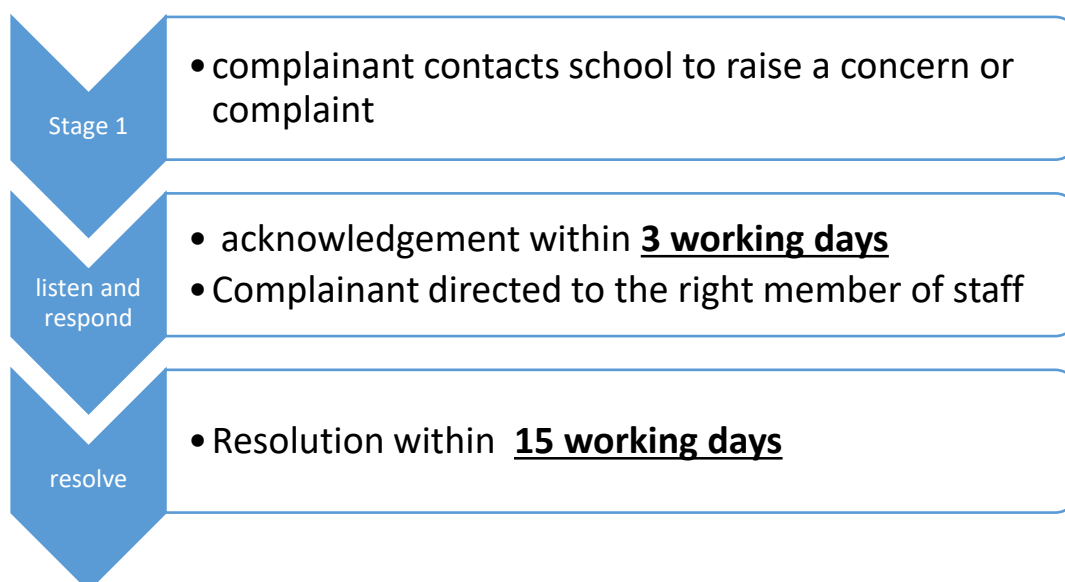 Stage 1
• complainant contacts school to raise a concern or
complaint
listen and
respond
• acknowledgement within 3 working days
• Complainant directed to the right member of staff
resolve
• Resolution within 15 working days